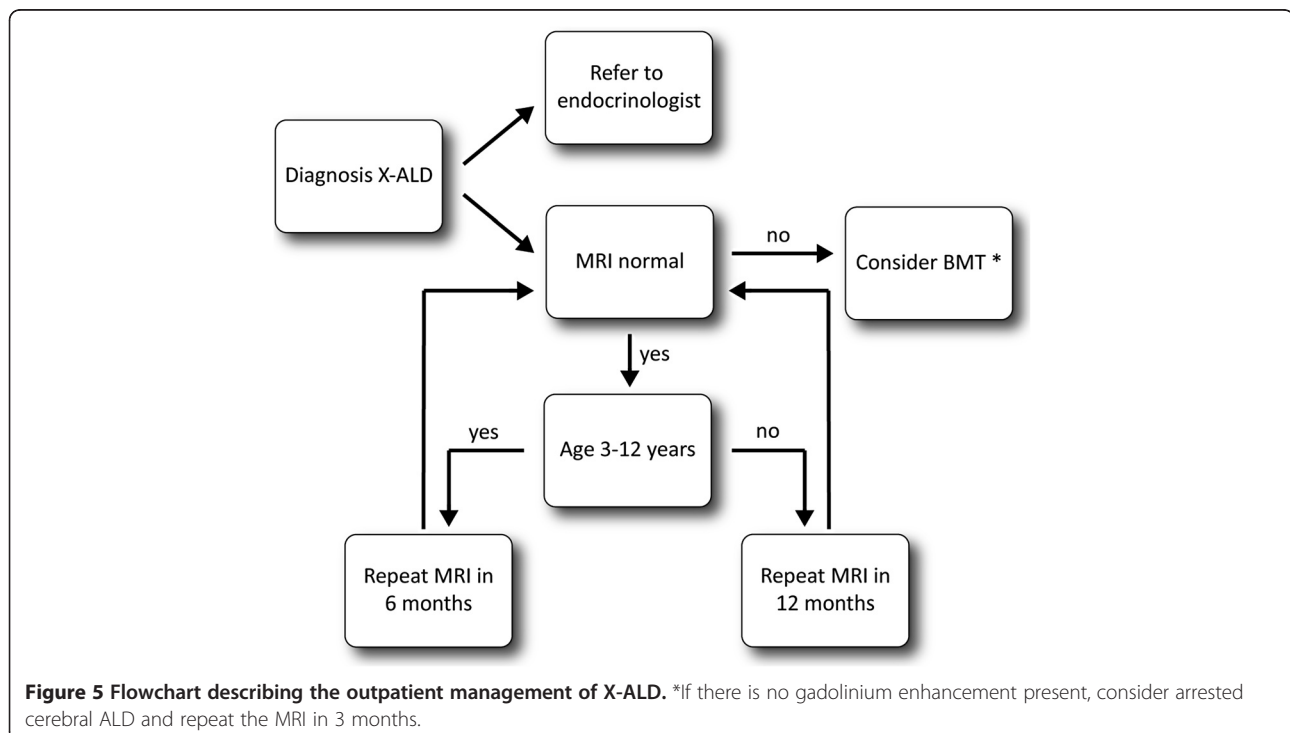 Refer to
endocrinologist
Diagnosis X-ALD
MRI normal
no
Consider BMT *
yes
Age 3-12 years
yes
no
Repeat MRI in
6 months
Repeat MRI in
12 months
Figure 5 Flowchart describing the outpatient management of X-ALD. *If there is no gadolinium enhancement present, consider arrested
cerebral ALD and repeat the MRI in 3 months.